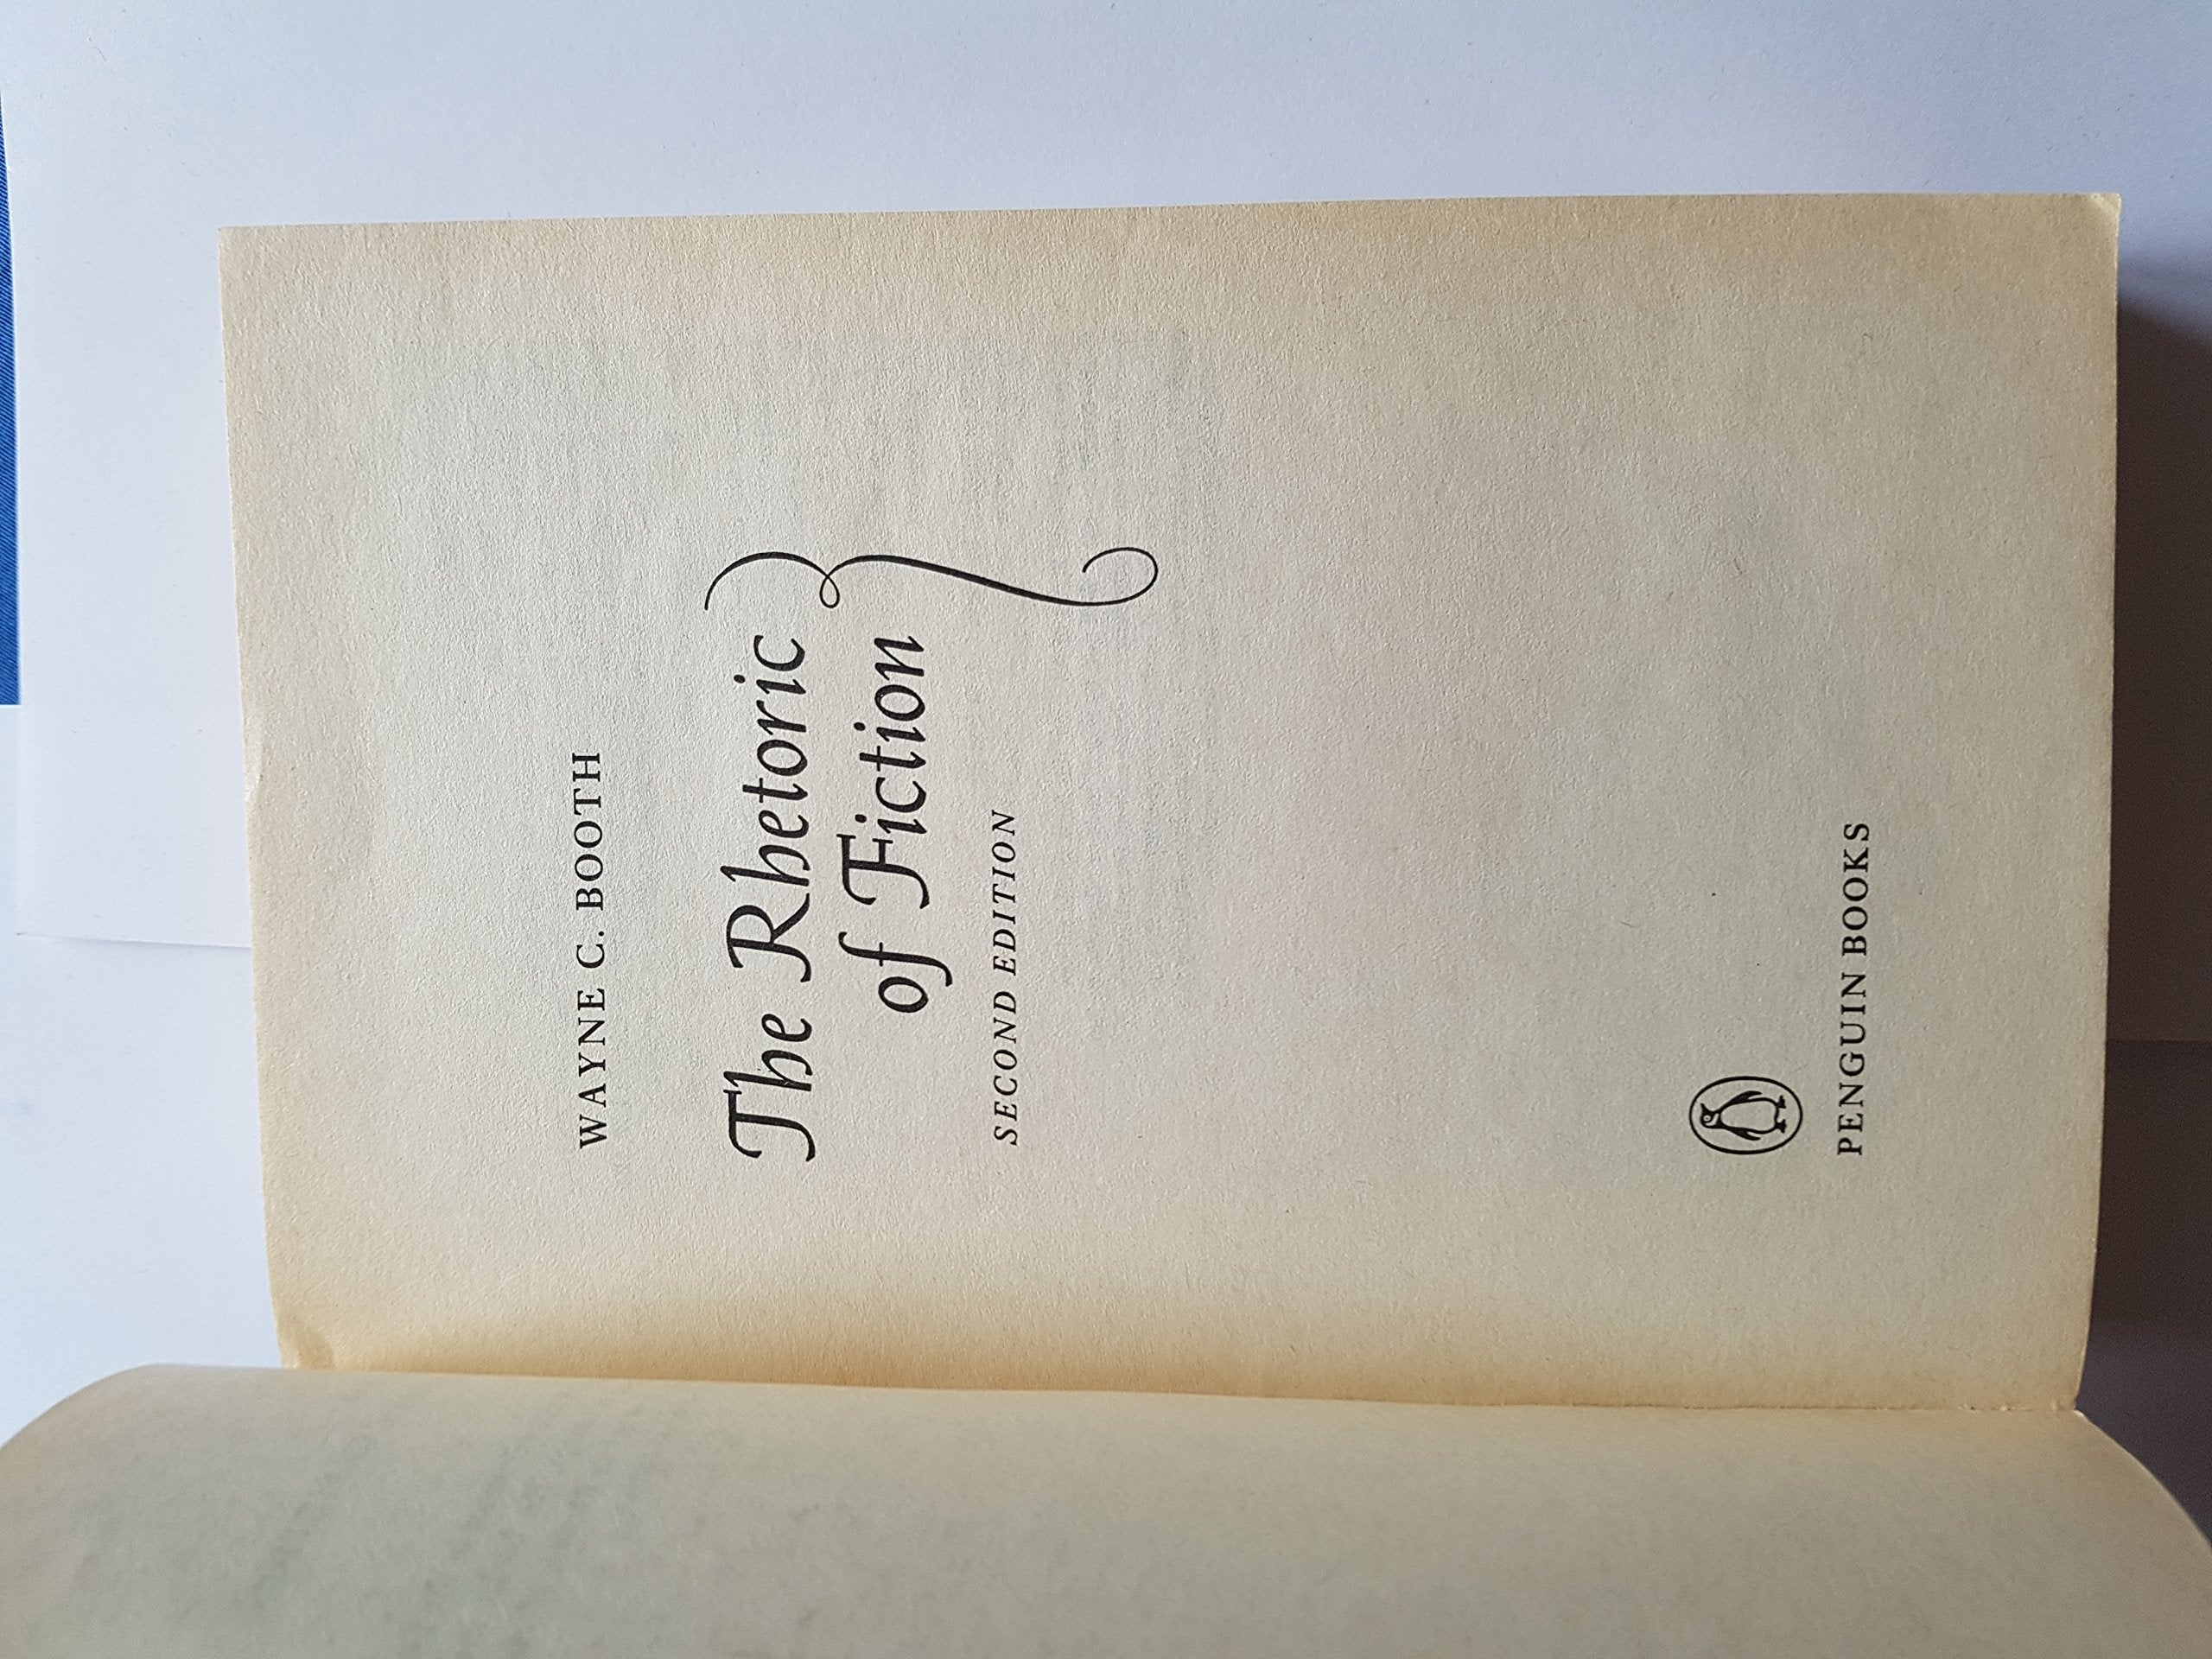 WAYNE C. BOOTH
The Rhetoric
of Fiction
SECOND EDITION
PENGUIN BOOKS